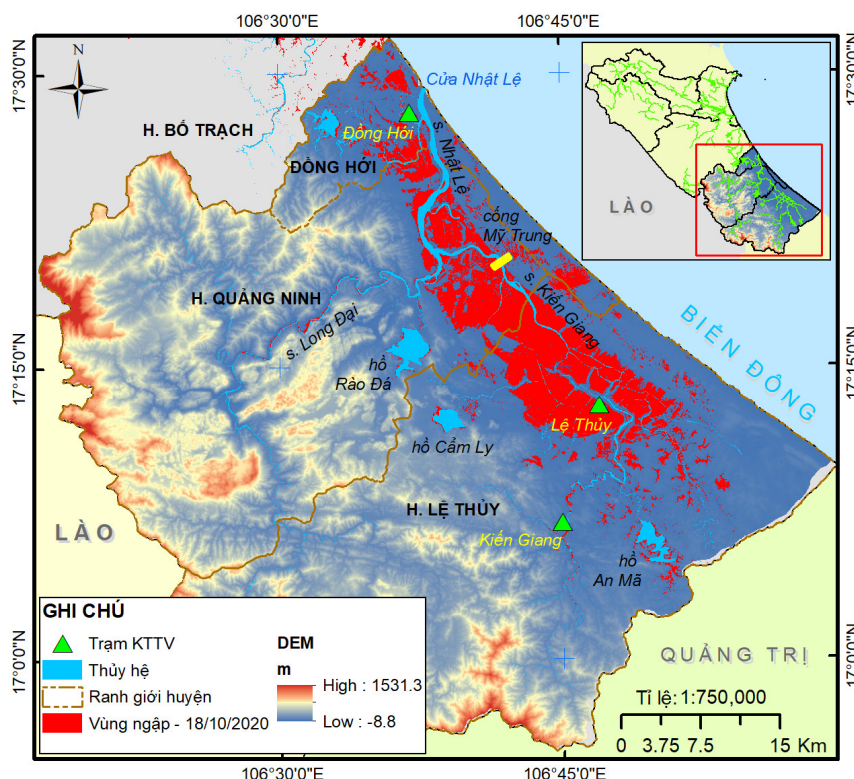 106°30'0"E
106°45'0"E
17°30'0"N
17°30'0"N
N
Cửa Nhật Lệ
H. BỐ TRẠCH
Đồng Hới
s. Nhật Lệ
ĐỒNG HỚI
LÀO
cống
Mỹ Trung
H. QUẢNG NINH
s. Kiến Giang
s. Long Đại
BIỂN ĐÔNG
17°15'0"N
17°15'0"N
hồ
Rào Đá
Lệ Thủy
hồ Cẩm Ly
H. LỆ THỦY
LÀO
Kiến Giang
hồ
An Mã
GHI CHÚ
Trạm KTTV
Thủy hệ
Ranh giới huyện
Vùng ngập - 18/10/2020
DEM
m
High : 1531.3
Low : -8.8
QUẢNG TRỊ
17°0'0"N
17°0'0"N
Tỉ lệ: 1:750,000
0 3.75 7.5 15 Km
106°30'0"E
106°45'0"E